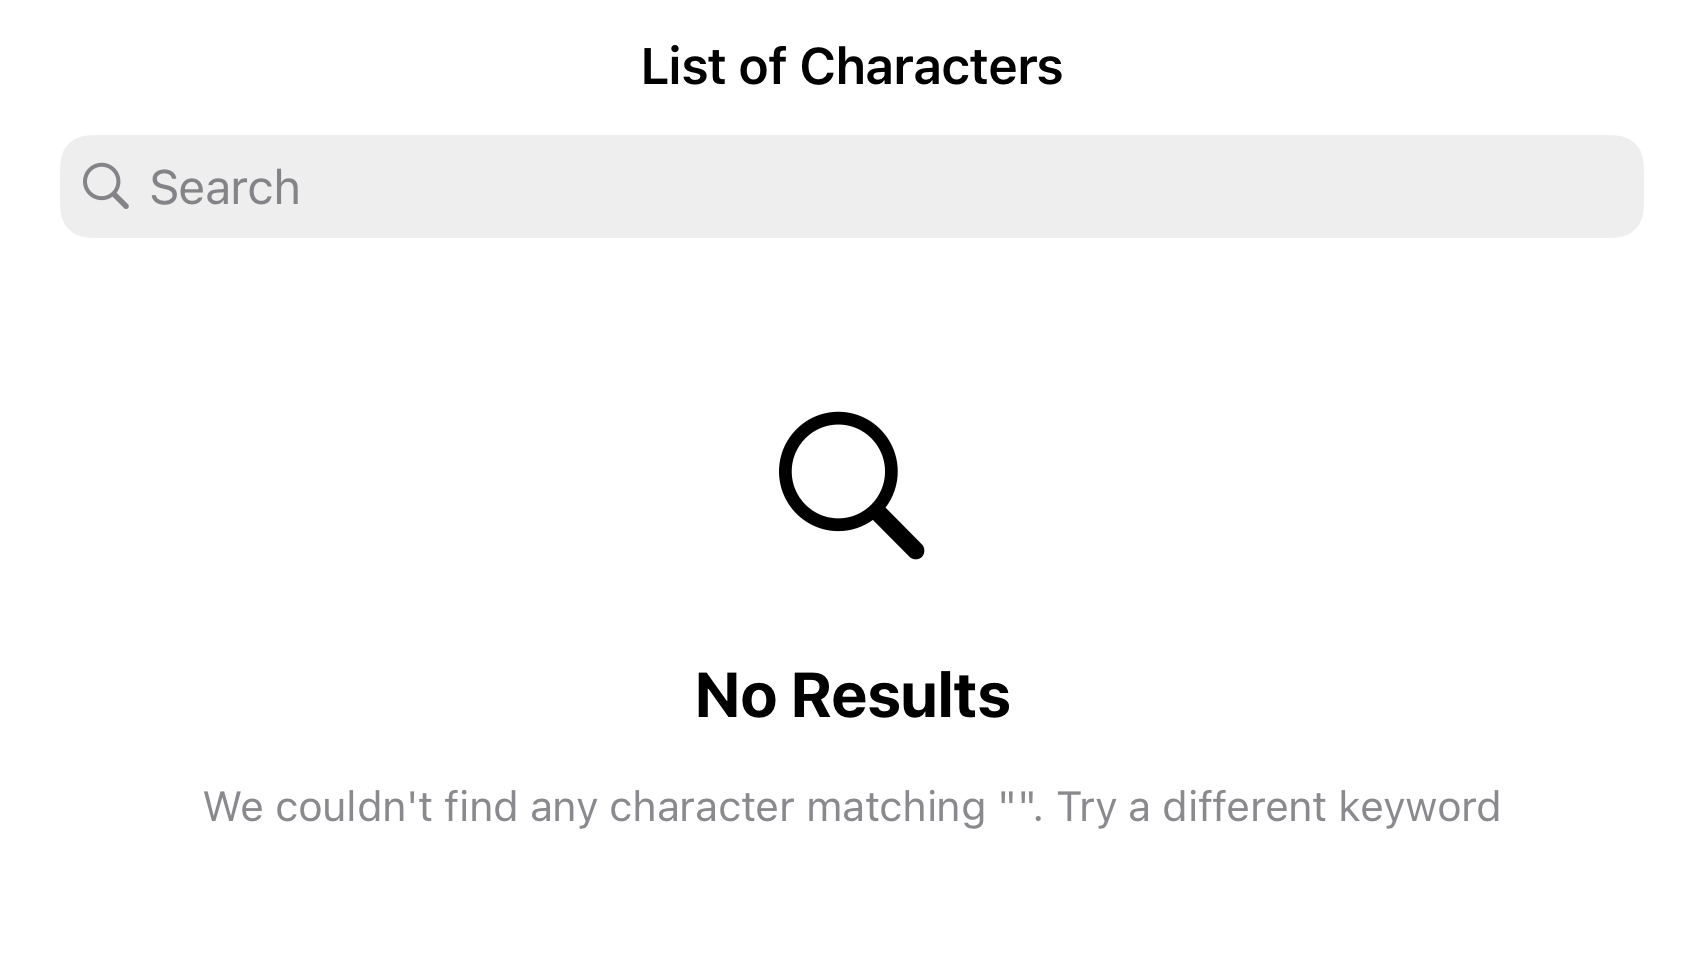 List of Characters
Search
No Results
We couldn't find any character matching "". Try a different keyword